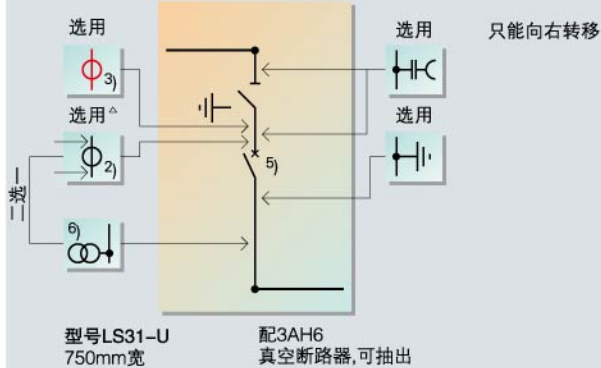 选用
选用
只能向右转移
3)
选用△
选用
2)
5)
二选一
6)
型号LS31-U
配3AH6
750mm宽
真空断路器,可抽出